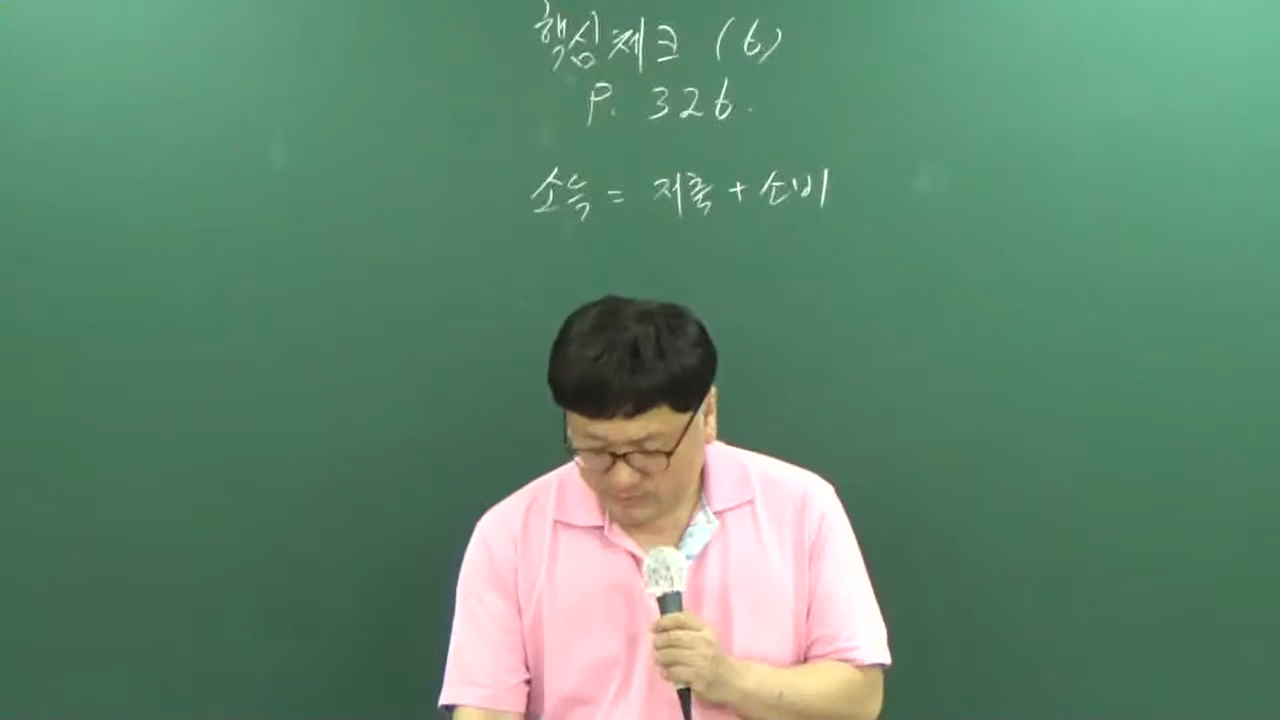 핵심체크 (6)
P. 326.
소득 = 저축 + 소비